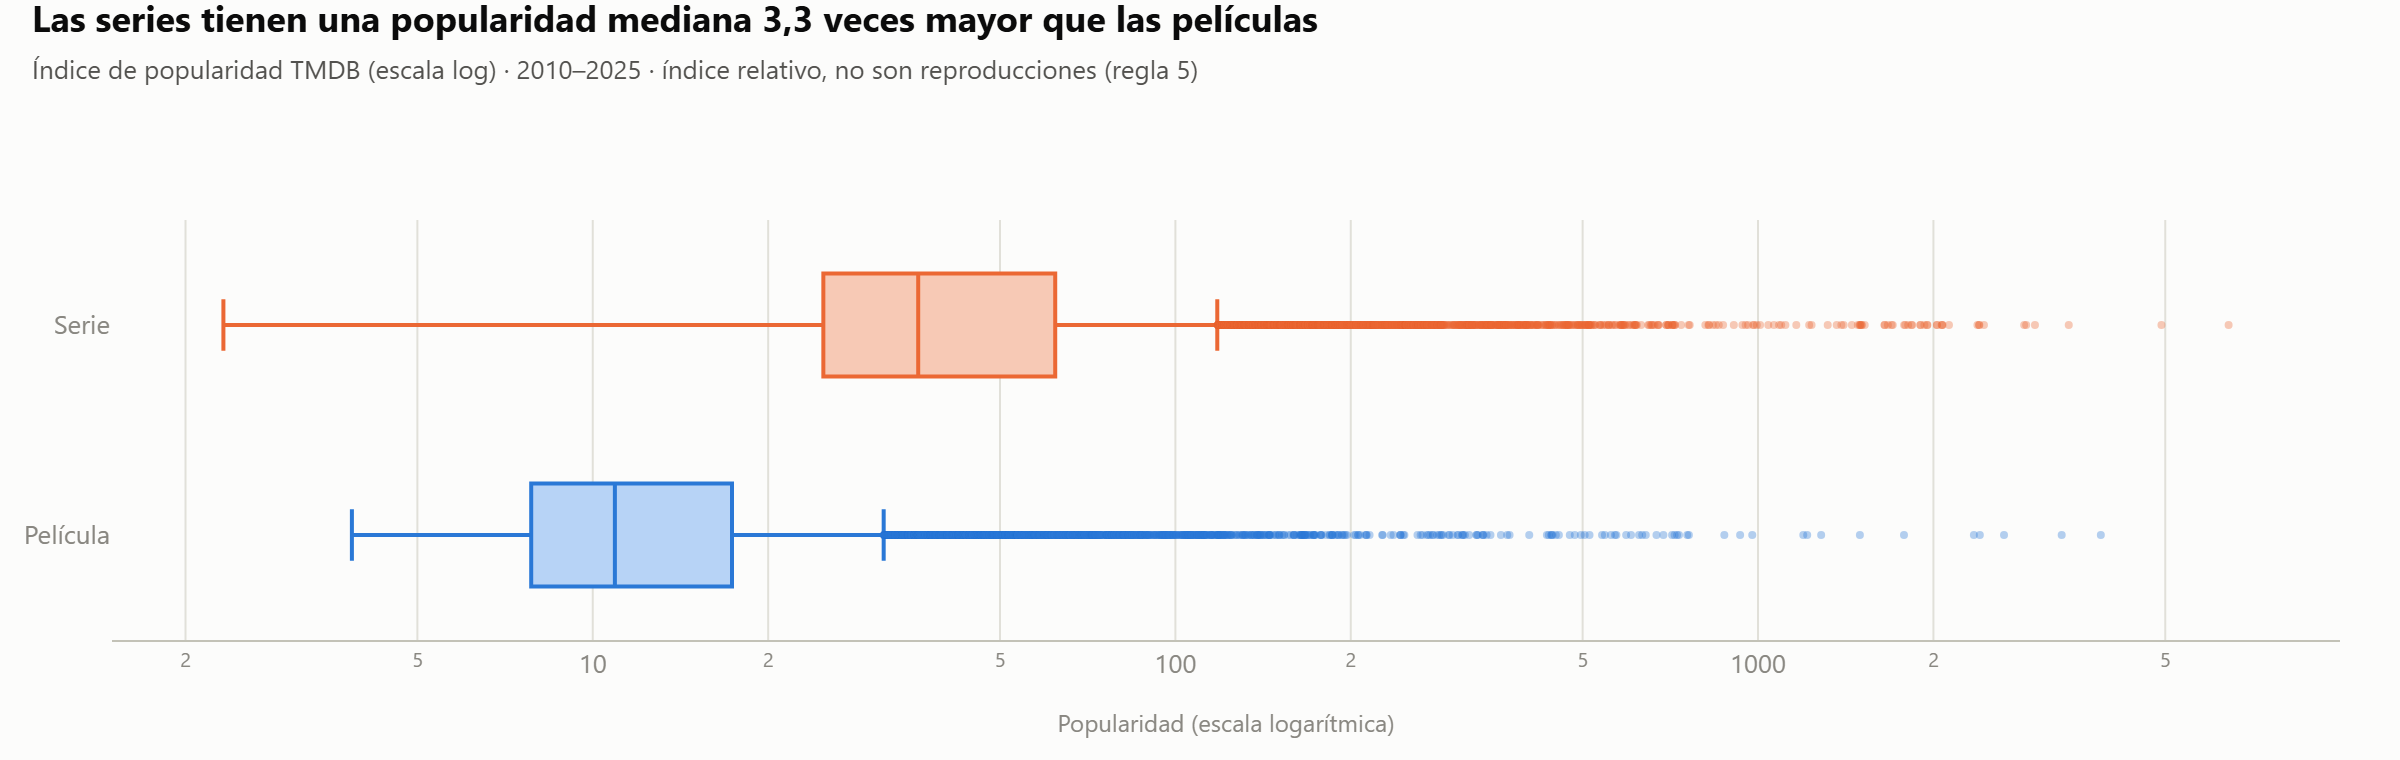 Las series tienen una popularidad mediana 3,3 veces mayor que las películas
Índice de popularidad TMDB (escala log) · 2010–2025 · índice relativo, no son reproducciones (regla 5)
Serie
Película
2 5 10 2 5 100 2 5 1000 2 5
Popularidad (escala logarítmica)